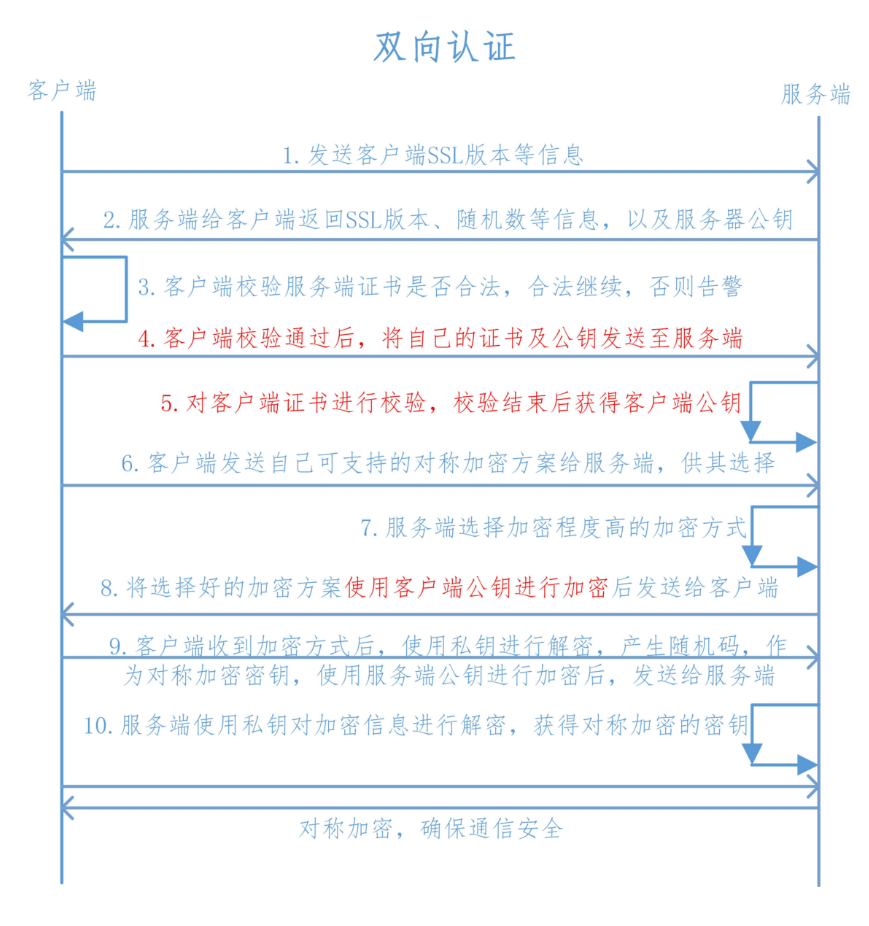 双向认证
客户端
服务端
1.发送客户端SSL版本等信息
2.服务端给客户端返回SSL版本、随机数等信息，以及服务器公钥
3.客户端校验服务端证书是否合法，合法继续，否则告警
4.客户端校验通过后，将自己的证书及公钥发送至服务端
5.对客户端证书进行校验，校验结束后获得客户端公钥
6.客户端发送自己可支持的对称加密方案给服务端，供其选择
7.服务端选择加密程度高的加密方式
8.将选择好的加密方案使用客户端公钥进行加密后发送给客户端
9.客户端收到加密方式后，使用私钥进行解密，产生随机码，作
为对称加密密钥，使用服务端公钥进行加密后，发送给服务端
10.服务端使用私钥对加密信息进行解密，获得对称加密的密钥
对称加密，确保通信安全